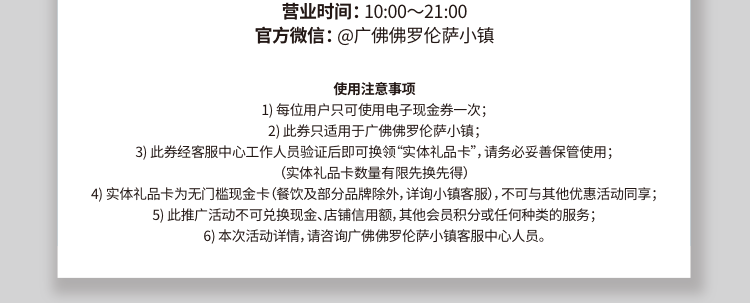 营业时间：10:00～21:00
官方微信：@广佛佛罗伦萨小镇
使用注意事项
1) 每位用户只可使用电子现金券一次；
2) 此券只适用于广佛佛罗伦萨小镇；
3) 此券经客服中心工作人员验证后即可换领“实体礼品卡”，请务必妥善保管使用；
（实体礼品卡数量有限先换先得）
4) 实体礼品卡为无门槛现金卡（餐饮及部分品牌除外，详询小镇客服），不可与其他优惠活动同享；
5) 此推广活动不可兑换现金、店铺信用额，其他会员积分或任何种类的服务；
6) 本次活动详情，请咨询广佛佛罗伦萨小镇客服中心人员。